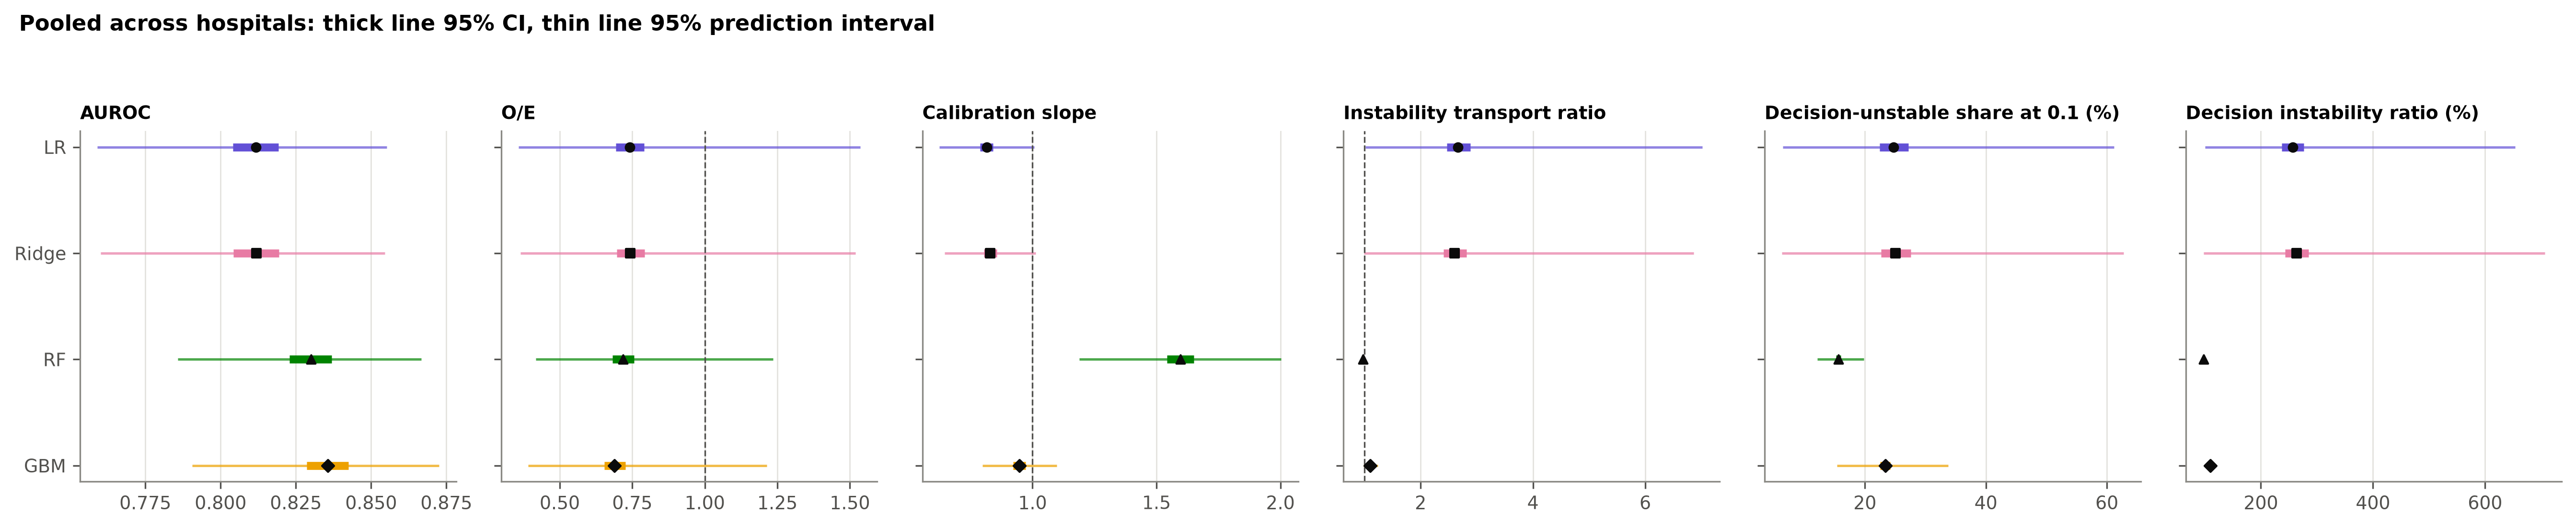 Pooled across hospitals: thick line 95% CI, thin line 95% prediction interval
AUROC
O/E
Calibration slope
Instability transport ratio
Decision-unstable share at 0.1 (%)
Decision instability ratio (%)
LR
Ridge
RF
GBM
0.775 0.800 0.825 0.850 0.875
0.50 0.75 1.00 1.25 1.50
1.0 1.5 2.0
2 4 6
20 40 60
200 400 600